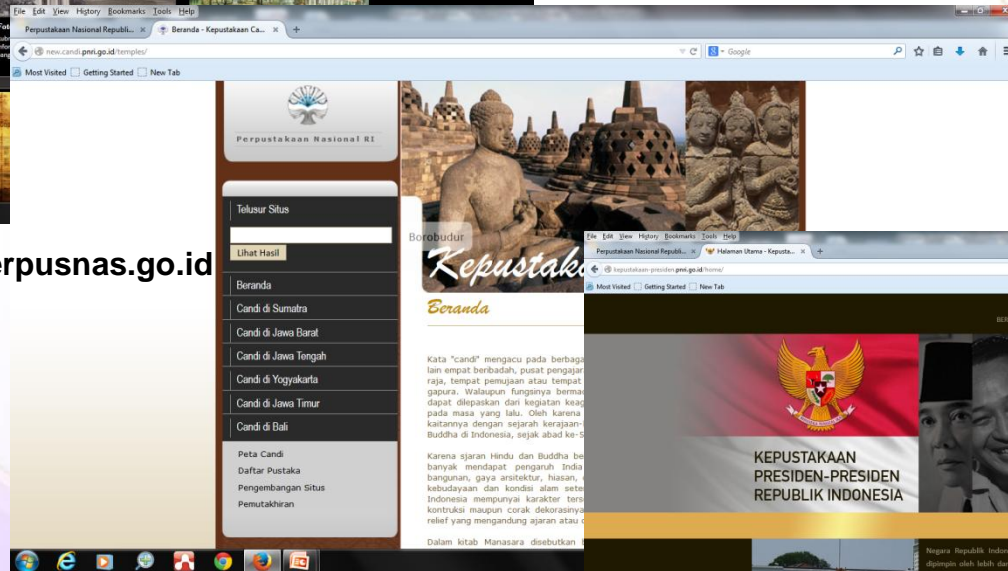 File Edit View History Bookmarks Tools Help
Perpustakaan Nasional Republi... × Beranda - Kepustakaan Ca... × +
new.candi.pnri.go.id/temples/
Google
Most Visited Getting Started New Tab
Perpustakaan Nasional RI
Telusur Situs
Lihat Hasil
Beranda
Candi di Sumatra
Candi di Jawa Barat
Candi di Jawa Tengah
Candi di Yogyakarta
Candi di Jawa Timur
Candi di Bali
Peta Candi
Daftar Pustaka
Pengembangan Situs
Pemutakhiran
Borobudur
Kepustak
Beranda
Kata "candi" mengacu pada berbaga
lain empat beribadah, pusat pengajar
raja, tempat pemujaan atau tempat
gapura. Walaupun fungsinya bermac
dapat dilepaskan dari kegiatan keag
pada masa yang lalu. Oleh karena
kaitannya dengan sejarah kerajaan-
Buddha di Indonesia, sejak abad ke-5
Karena sjaran Hindu dan Buddha be
banyak mendapat pengaruh India
bangunan, gaya arsitektur, hiasan,
kebudayaan dan kondisi alam sete
Indonesia mempunyai karakter ters
kontruksi maupun corak dekorasinya
relief yang mengandung ajaran atau
Dalam kitab Manasara disebutkan
erpusnas.go.id
File Edit View History Bookmarks Tools Help
Perpustakaan Nasional Republi... × Halaman Utama - Kepusta... × +
kepustakaan-presiden.pnri.go.id/home/
Most Visited Getting Started New Tab
BER
KEPUSTAKAAN
PRESIDEN-PRESIDEN
REPUBLIK INDONESIA
Negara Republik Indon
dipimpin oleh lebih dar